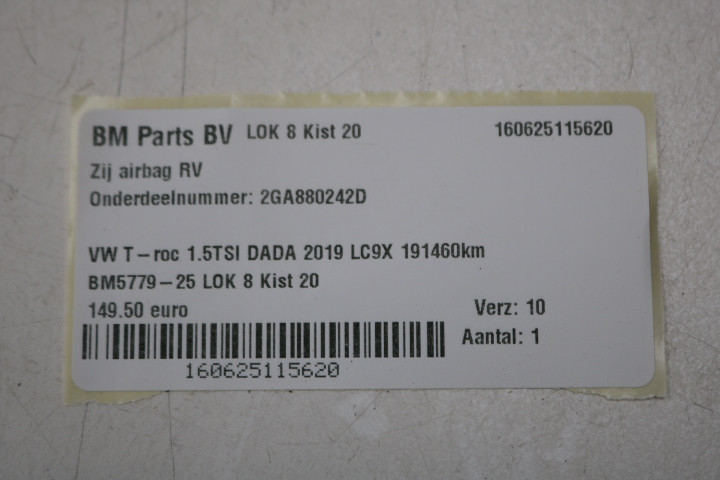 BM Parts BV LOK 8 Kist 20 160625115620
Zij airbag RV
Onderdeelnummer: 2GA880242D
VW T-roc 1.5TSI DADA 2019 LC9X 191460km
BM5779-25 LOK 8 Kist 20
149.50 euro Verz: 10
Aantal: 1
160625115620